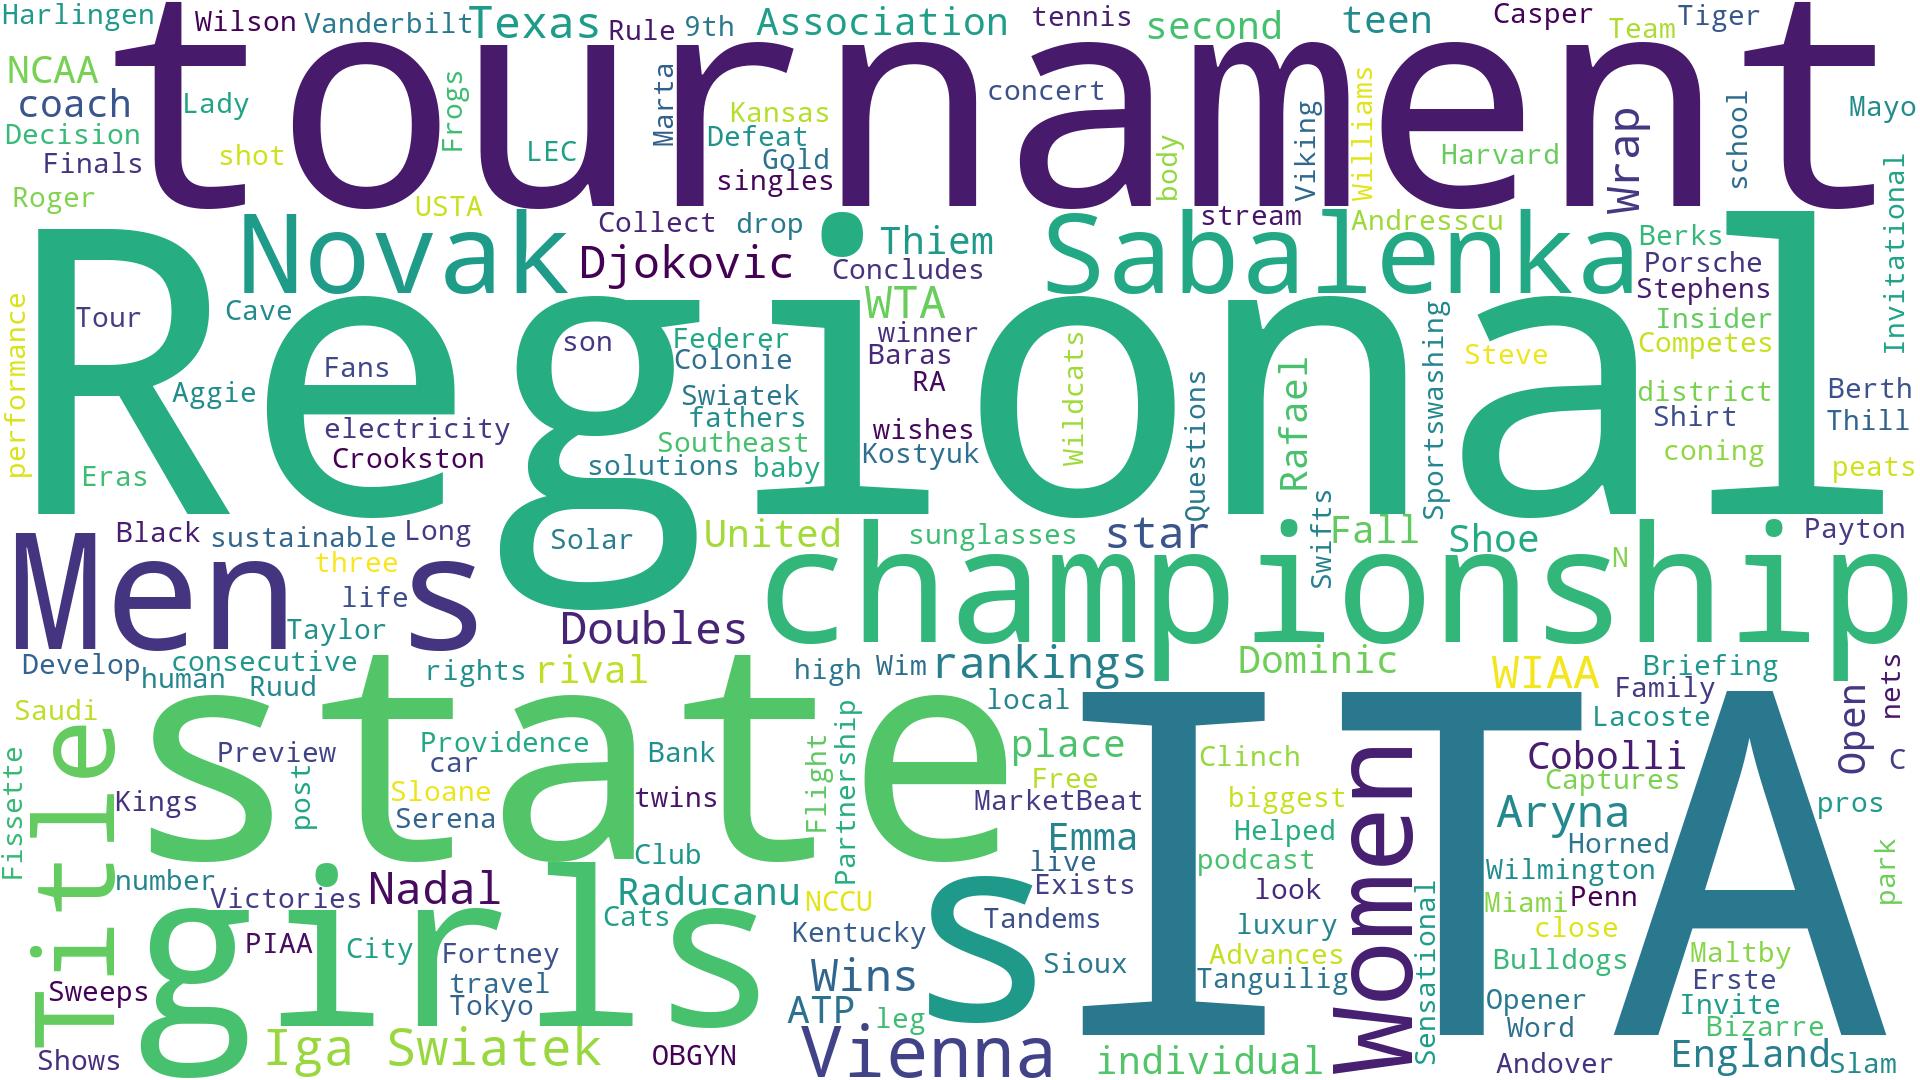 Harlingen
Wilson
Vanderbilt
Texas
Rule
9th
Association
tennis
second
teen
Casper
Team
Tiger
tournament
NCAA
coach
Lady
Decision
Finals
shot
Roger
Frogs
LEC
USTA
Marta
Kansas
Defeat
Gold
singles
concert
body
Viking
Williams
Harvard
Wrap
school
Mayo
Invitational
Novak
Collect
drop
Djokovic
Thiem
Concludes
Sabalenka
stream
Andresscu
Berks
Porsche
Stephens
Insider
Competes
Regional
performance
Tour
Cave
Fans
Aggie
electricity
Crookston
Eras
son
Federer
Colonie
Swiatek
fathers
Southeast
solutions
baby
WTA
winner
Baras
RA
wishes
Kostyuk
Wildcats
Questions
Rafael
Sportswashing
Steve
district
Shirt
coning
Berth
Thill
peats
Men
s
Black
sustainable
Long
three
life
Taylor
Solar
United
sunglasses
star
Swifts
Fall
Shoe
N
Payton
championship
Doubles
Develop
human
consecutive
Ruud
rights
rival
high
Wim
rankings
Dominic
WIAA
Briefing
Family
Lacoste
Open
nets
C
Saudi
Title
Fissette
state
Preview
post
Kings
Providence
car
Sloane
Serena
Bank
twins
Flight
Partnership
local
place
Free
MarketBeat
Emma
live
Exists
ITA
Clinch
biggest
Helped
podcast
look
luxury
Advances
Tanguilig
women
Sensational
Cobolli
Captures
Aryna
Horned
Wilmington
Miami
Penn
close
Bulldogs
Opener
Word
Andover
pros
park
Maltby
Erste
Invite
Bizarre
England
Slam
number
Victories
Nadal
Club
Raducanu
Cats
NCCU
girls
PIAA
City
Fortney
travel
Tokyo
Sweeps
Shows
Iga Swiatek
OBGYN
Kentucky
Wins
ATP
leg
s
Tandems
Sioux
Vienna
individual